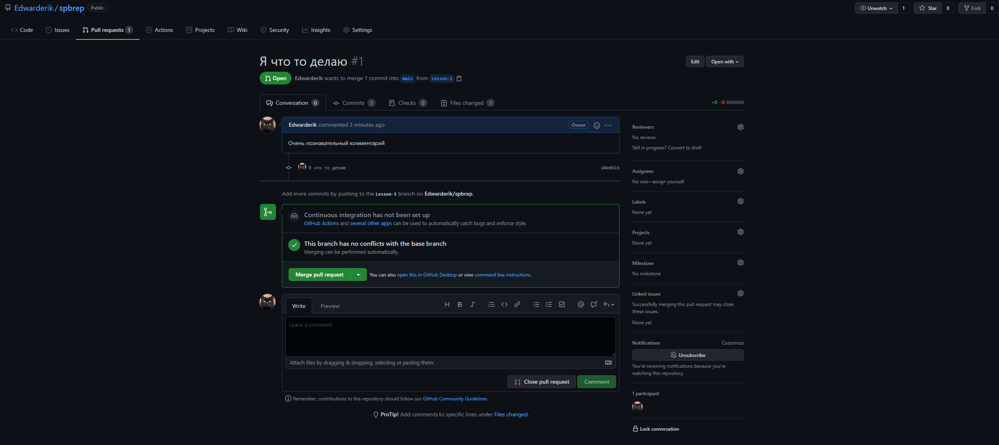 Edwarderik / spbrep Public
Unwatch 1 Star 0 Fork 0
Code Issues Pull requests 1 Actions Projects Wiki Security Insights Settings
Я что то делаю #1
Edit Open with
Open Edwarderik wants to merge 1 commit into main from Lesson-1
Conversation 0 Commits 1 Checks 0 Files changed 1
+0 −0
Edwarderik commented 3 minutes ago
Owner
Очень познавательный комментарий
Я что то делаю
d4e061b
Add more commits by pushing to the Lesson-1 branch on Edwarderik/spbrep.
Continuous integration has not been set up
GitHub Actions and several other apps can be used to automatically catch bugs and enforce style.
This branch has no conflicts with the base branch
Merging can be performed automatically.
Merge pull request
You can also open this in GitHub Desktop or view command line instructions.
Write Preview
Leave a comment
Attach files by dragging & dropping, selecting or pasting them.
Close pull request Comment
Remember, contributions to this repository should follow our GitHub Community Guidelines.
ProTip! Add comments to specific lines under Files changed.
Reviewers
No reviews
Still in progress? Convert to draft
Assignees
No one—assign yourself
Labels
None yet
Projects
None yet
Milestone
No milestone
Linked issues
Successfully merging this pull request may close
these issues.
None yet
Notifications Customize
Unsubscribe
You're receiving notifications because you're
watching this repository.
1 participant
Lock conversation